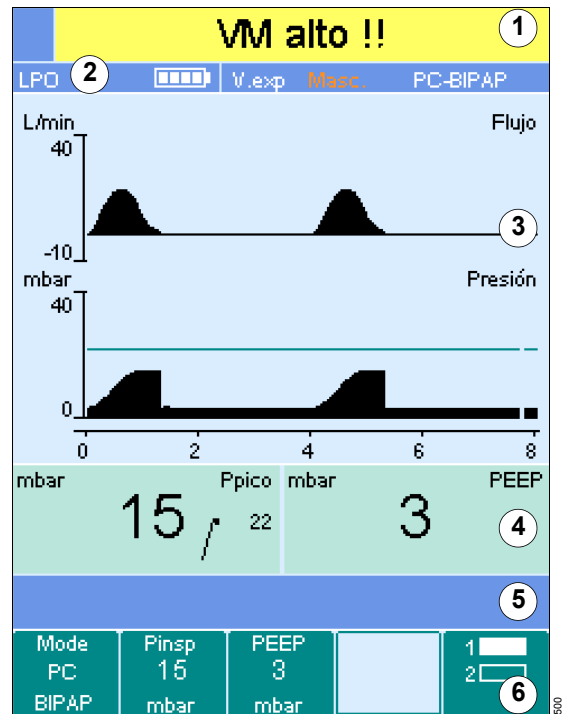 VM alto !!
1
LPO
2
V.exp Masc. PC-BIPAP
L/min
Flujo
40
3
-10
mbar
Presión
40
0
0 2 4 6 8
mbar Ppico
15 / 22
mbar PEEP
3
4
5
Mode
PC
BIPAP
Pinsp
15
mbar
PEEP
3
mbar
1
2
6
500